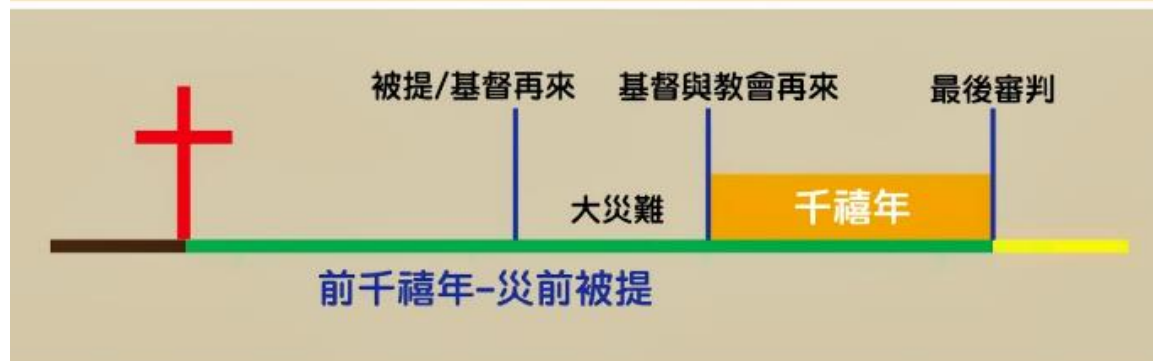 被提/基督再來
基督與教會再來
最後審判
大災難
千禧年
前千禧年-災前被提